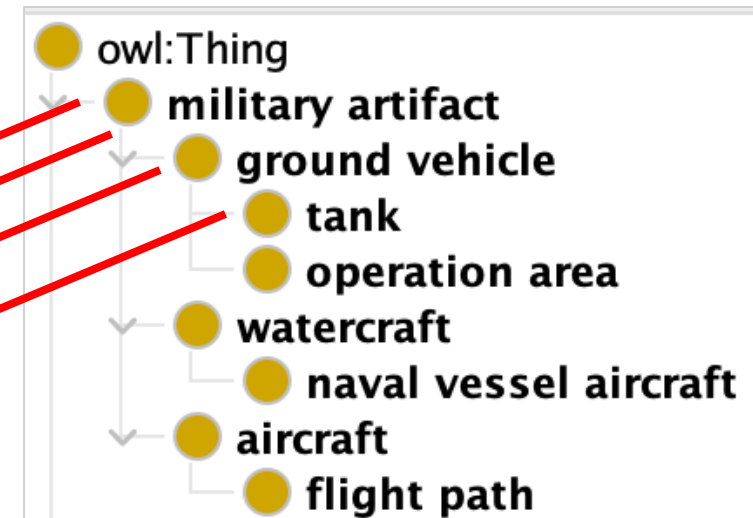 owl:Thing
military artifact
ground vehicle
tank
operation area
watercraft
naval vessel aircraft
aircraft
flight path